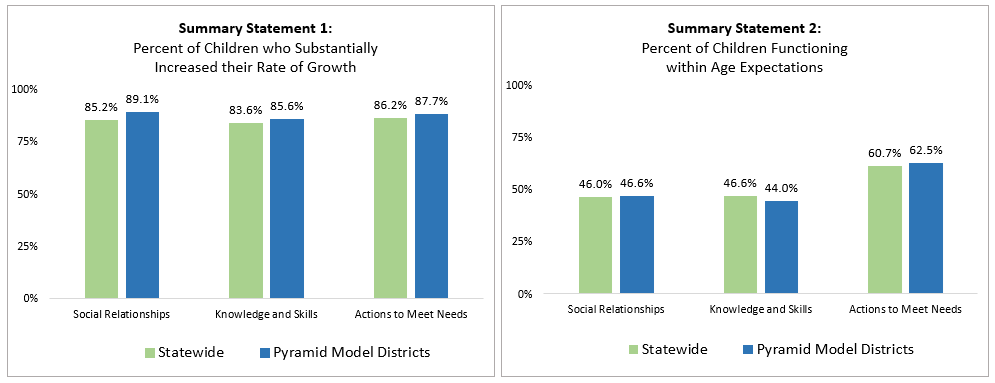 Summary Statement 1:
Percent of Children who Substantially
Increased their Rate of Growth
100%
75%
50%
25%
0%
85.2% 89.1%
83.6% 85.6%
86.2% 87.7%
Social Relationships
Knowledge and Skills
Actions to Meet Needs
Statewide
Pyramid Model Districts
Summary Statement 2:
Percent of Children Functioning
within Age Expectations
100%
75%
50%
25%
0%
46.0% 46.6%
46.6% 44.0%
60.7% 62.5%
Social Relationships
Knowledge and Skills
Actions to Meet Needs
Statewide
Pyramid Model Districts